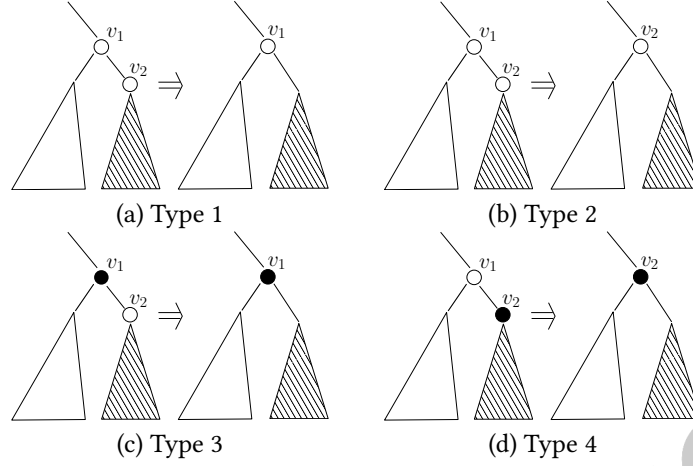 v₁ v₁ v₁ v₂
v₂ ⇒ v₂ ⇒
(a) Type 1 (b) Type 2
v₁ v₁ v₁ v₂
v₂ ⇒ v₂ ⇒
(c) Type 3 (d) Type 4